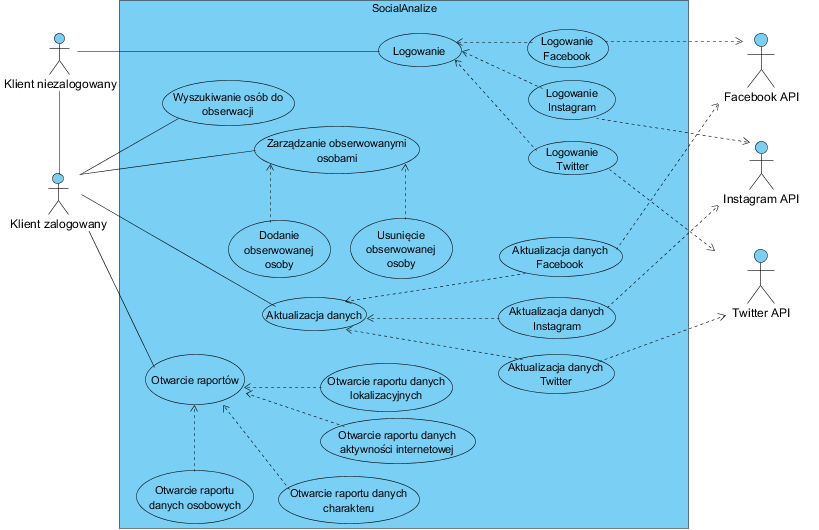 SocialAnalize
Klient niezalogowany
Klient zalogowany
Logowanie
Logowanie
Facebook
Logowanie
Instagram
Logowanie
Twitter
Wyszukiwanie osób do
obserwacji
Zarządzanie obserwowanymi
osobami
Dodanie
obserwowanej
osoby
Usunięcie
obserwowanej
osoby
Aktualizacja danych
Aktualizacja danych
Facebook
Aktualizacja danych
Instagram
Aktualizacja danych
Twitter
Otwarcie raportów
Otwarcie raportu danych
lokalizacyjnych
Otwarcie raportu danych
aktywności internetowej
Otwarcie raportu
danych osobowych
Otwarcie raportu danych
charakteru
Facebook API
Instagram API
Twitter API